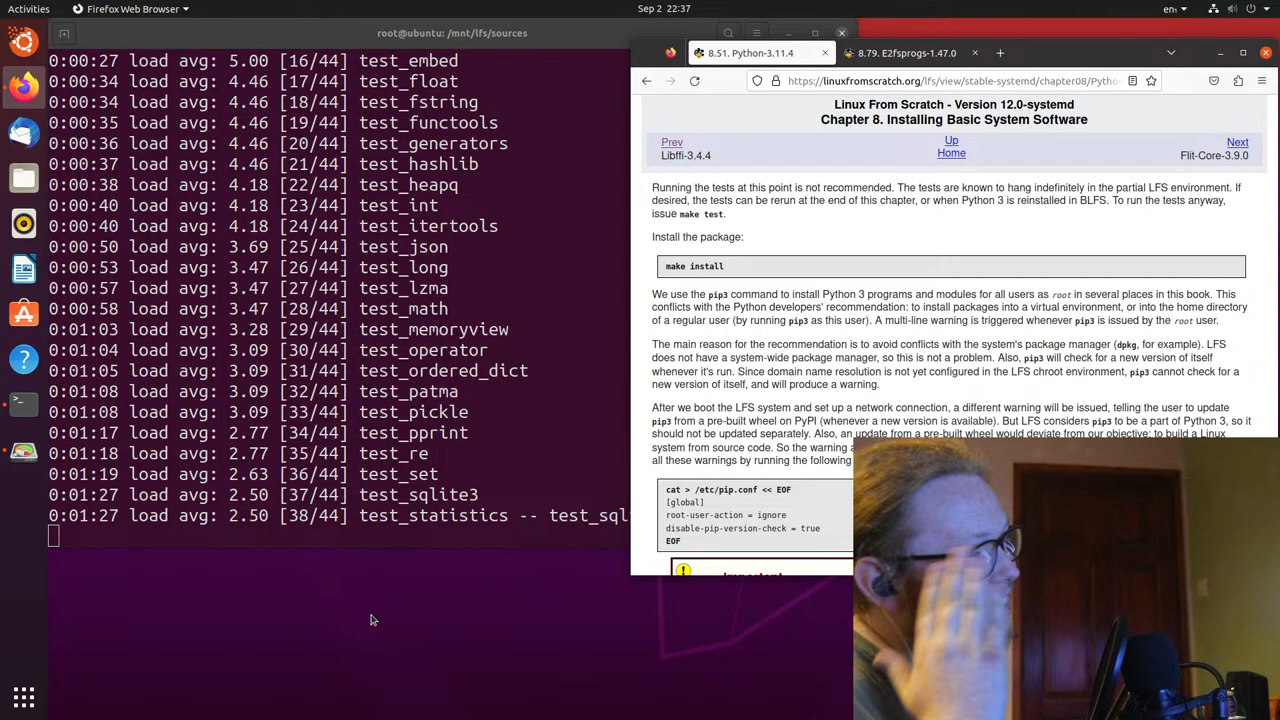 Activities
Firefox Web Browser
Sep 2 22:37
en
root@ubuntu: /mnt/lfs/sources
0:00:27 load avg: 5.00 [16/44] test_embed
0:00:34 load avg: 4.46 [17/44] test_float
0:00:34 load avg: 4.46 [18/44] test_fstring
0:00:35 load avg: 4.46 [19/44] test_functools
0:00:36 load avg: 4.46 [20/44] test_generators
0:00:37 load avg: 4.46 [21/44] test_hashlib
0:00:38 load avg: 4.18 [22/44] test_heapq
0:00:40 load avg: 4.18 [23/44] test_int
0:00:40 load avg: 4.18 [24/44] test_itertools
0:00:50 load avg: 3.69 [25/44] test_json
0:00:53 load avg: 3.47 [26/44] test_long
0:00:57 load avg: 3.47 [27/44] test_lzma
0:00:58 load avg: 3.47 [28/44] test_math
0:01:03 load avg: 3.28 [29/44] test_memoryview
0:01:04 load avg: 3.09 [30/44] test_operator
0:01:08 load avg: 3.09 [31/44] test_ordered_dict
0:01:08 load avg: 3.09 [32/44] test_patma
0:01:08 load avg: 3.09 [33/44] test_pickle
0:01:17 load avg: 2.77 [34/44] test_pprint
0:01:18 load avg: 2.77 [35/44] test_re
0:01:19 load avg: 2.63 [36/44] test_set
0:01:27 load avg: 2.50 [37/44] test_sqlite3
0:01:27 load avg: 2.50 [38/44] test_statistics -- test_sql
8.51. Python-3.11.4
8.79. E2fsprogs-1.47.0
https://linuxfromscratch.org/lfs/view/stable-systemd/chapter08/Pytho
Linux From Scratch - Version 12.0-systemd
Chapter 8. Installing Basic System Software
Prev
Up
Next
Libffi-3.4.4
Home
Flit-Core-3.9.0
Running the tests at this point is not recommended. The tests are known to hang indefinitely in the partial LFS environment. If
desired, the tests can be rerun at the end of this chapter, or when Python 3 is reinstalled in BLFS. To run the tests anyway,
issue make test.
Install the package:
make install
We use the pip3 command to install Python 3 programs and modules for all users as root in several places in this book. This
conflicts with the Python developers' recommendation: to install packages into a virtual environment, or into the home directory
of a regular user (by running pip3 as this user). A multi-line warning is triggered whenever pip3 is issued by the root user.
The main reason for the recommendation is to avoid conflicts with the system's package manager (dpkg, for example). LFS
does not have a system-wide package manager, so this is not a problem. Also, pip3 will check for a new version of itself
whenever it's run. Since domain name resolution is not yet configured in the LFS chroot environment, pip3 cannot check for a
new version of itself, and will produce a warning.
After we boot the LFS system and set up a network connection, a different warning will be issued, telling the user to update
pip3 from a pre-built wheel on PyPI (whenever a new version is available). But LFS considers pip3 to be a part of Python 3, so it
should not be updated separately. Also, an update from a pre-built wheel would deviate from our objective: to build a Linux
system from source code. So the warning a
all these warnings by running the following
cat > /etc/pip.conf << EOF
[global]
root-user-action = ignore
disable-pip-version-check = true
EOF
Important